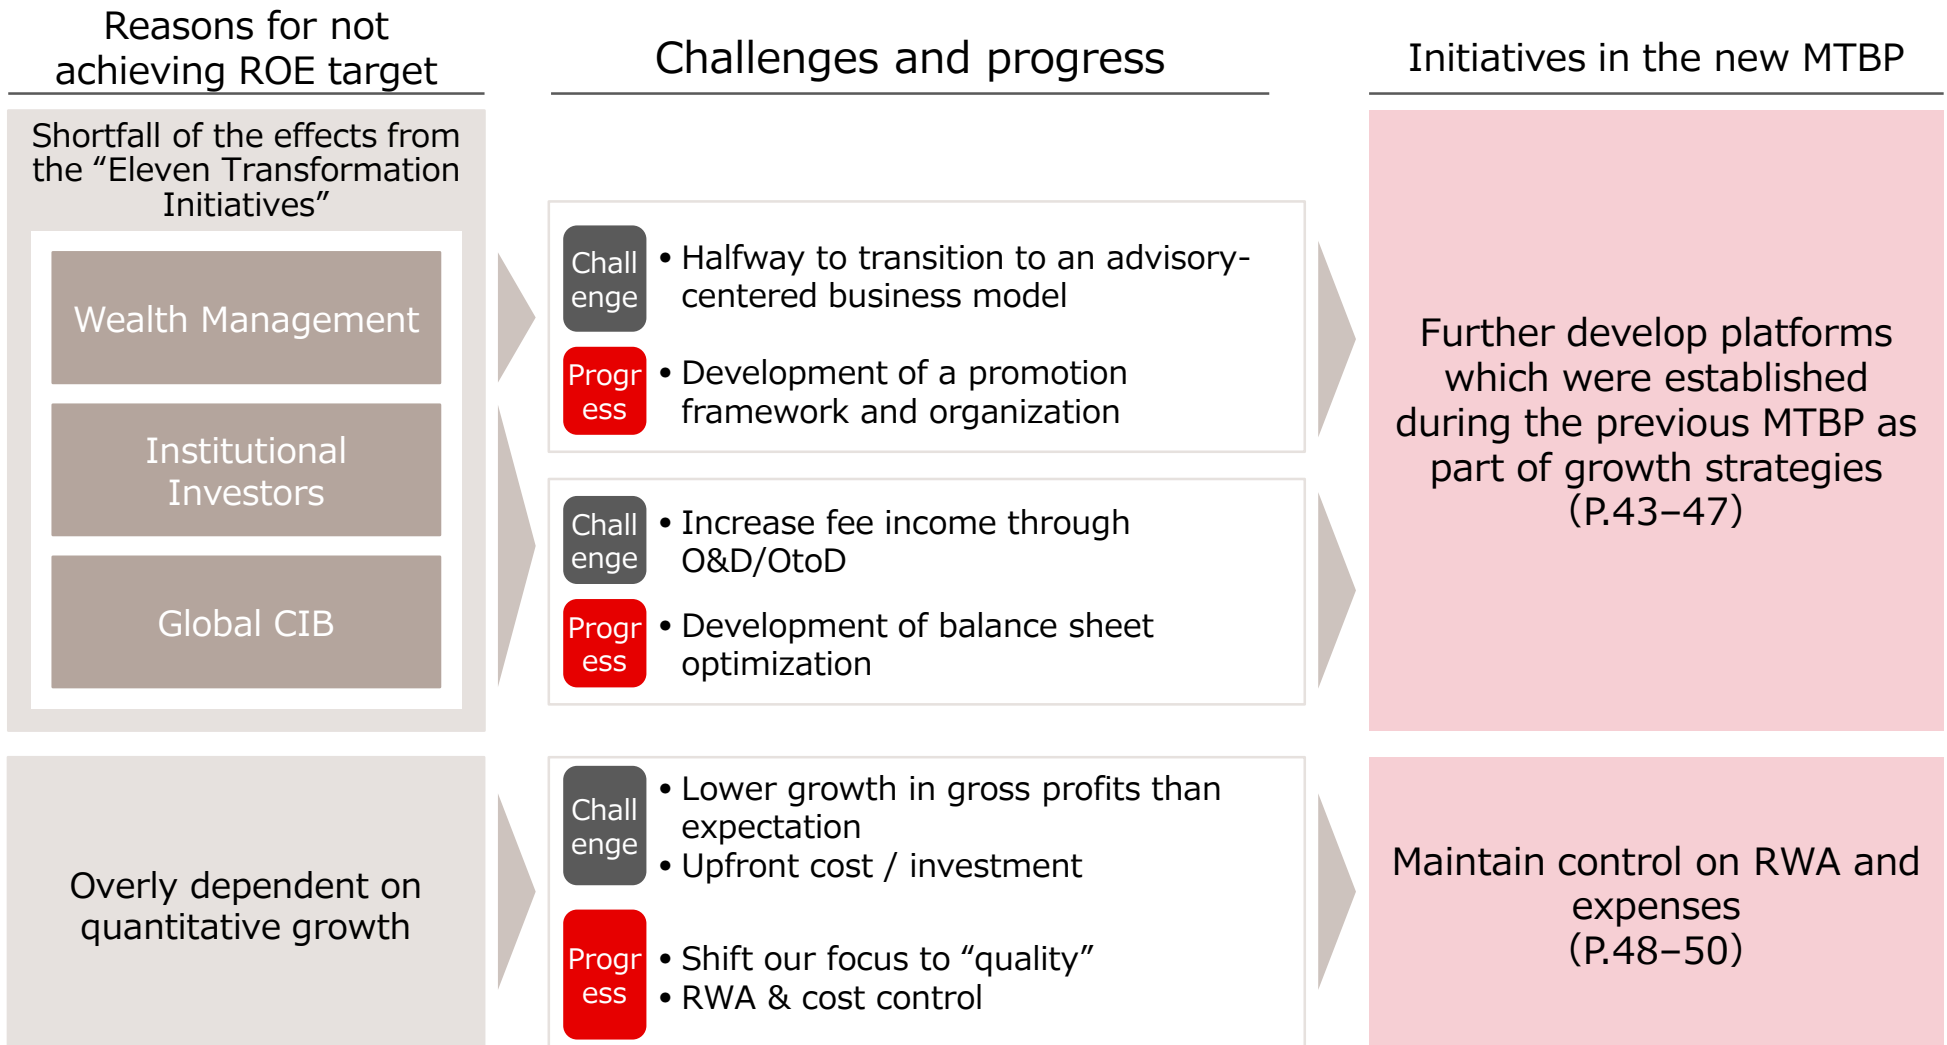 Reasons for not
achieving ROE target
Challenges and progress
Initiatives in the new MTBP
Shortfall of the effects from
the “Eleven Transformation
Initiatives”
Wealth Management
Institutional
Investors
Global CIB
Chall
enge
• Halfway to transition to an advisory-
centered business model
Progr
ess
• Development of a promotion
framework and organization
Chall
enge
• Increase fee income through
O&D/OtoD
Progr
ess
• Development of balance sheet
optimization
Further develop platforms
which were established
during the previous MTBP as
part of growth strategies
(P.43–47)
Overly dependent on
quantitative growth
Chall
enge
• Lower growth in gross profits than
expectation
• Upfront cost / investment
Progr
ess
• Shift our focus to “quality”
• RWA & cost control
Maintain control on RWA and
expenses
(P.48–50)